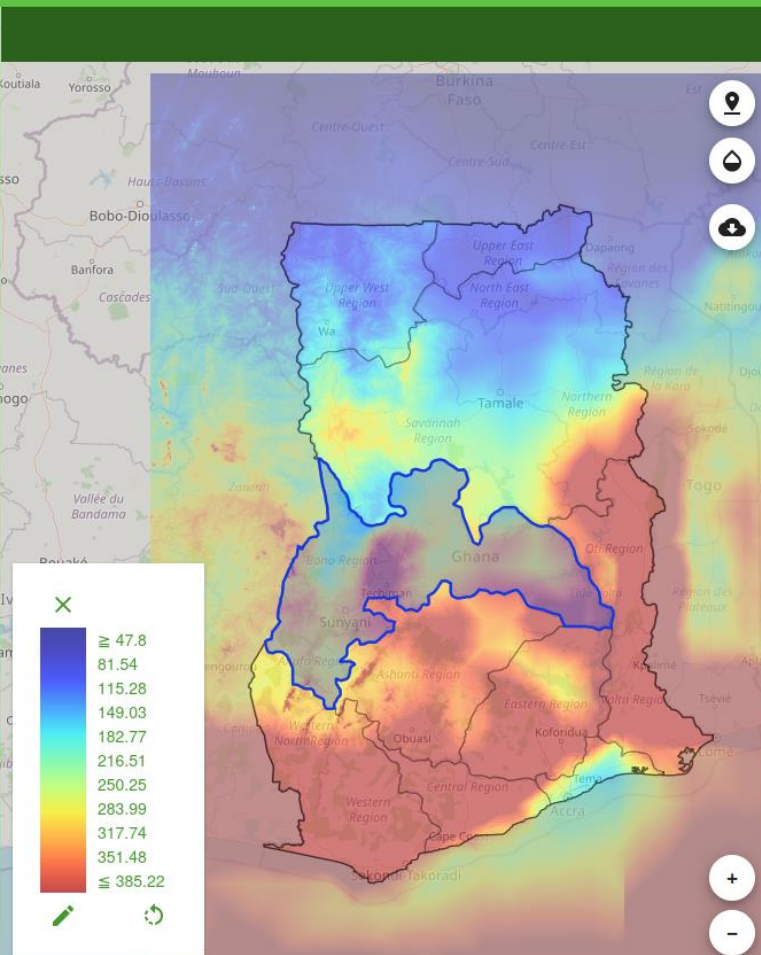 Mouhoun
Koutiala
Yorosso
Burkina
Faso
Est
Centre-Ouest
Centre-Est
Centre-Sud
sso
Hauts-Bassins
Bobo-Dioulasso
Upper East
Region
Dapaong
Banfora
Région des
Savanes
Cascades
Sud-Ouest
Upper West
Region
North East
Region
Natitingou
Wa
Région de
la Kara
Tamale
Northern
Region
Savannah
Region
Sokodé
Zanzan
Togo
Vallée du
Bandama
Bono Region
Ghana
Oti Region
Bouaké
Techiman
Région des
Plateaux
Sunyani
Ashanti Region
Kpalimé
Eastern Region
Volta Region
Tsévié
Western
North Region
Obuasi
Koforidua
Lomé
Tema
Central Region
Accra
Western
Region
Cape Coast
Sekondi-Takoradi
≧ 47.8
81.54
115.28
149.03
182.77
216.51
250.25
283.99
317.74
351.48
≦ 385.22
+
−